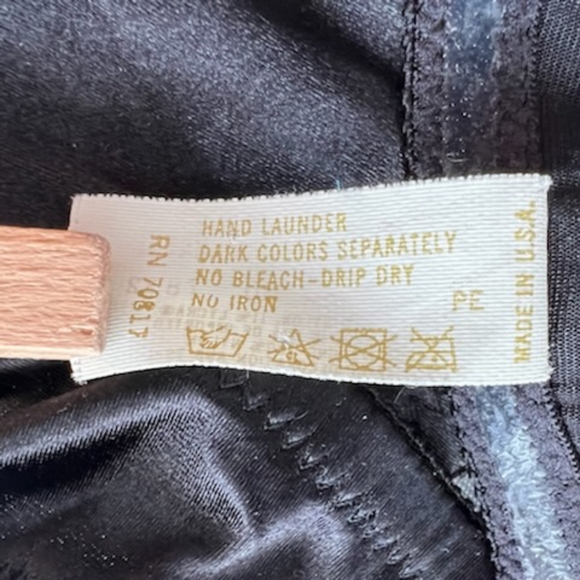 HAND LAUNDER
DARK COLORS SEPARATELY
NO BLEACH-DRIP DRY
NO IRON
PE
RN 70817
MADE IN U.S.A.